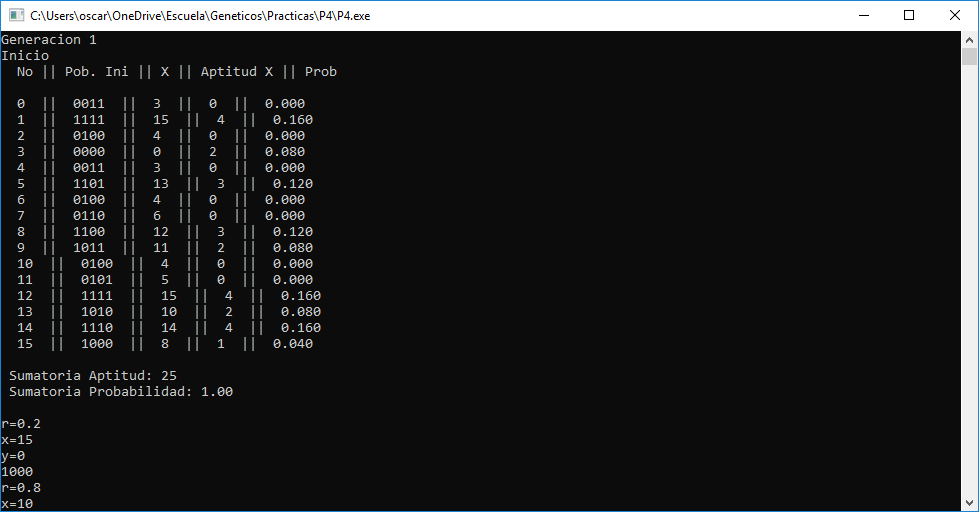 C:\Users\oscar\OneDrive\Escuela\Geneticos\Practicas\P4\P4.exe
Generacion 1
Inicio
No || Pob. Ini || X || Aptitud X || Prob
0 || 0011 || 3 || 0 || 0.000
1 || 1111 || 15 || 4 || 0.160
2 || 0100 || 4 || 0 || 0.000
3 || 0000 || 0 || 2 || 0.080
4 || 0011 || 3 || 0 || 0.000
5 || 1101 || 13 || 3 || 0.120
6 || 0100 || 4 || 0 || 0.000
7 || 0110 || 6 || 0 || 0.000
8 || 1100 || 12 || 3 || 0.120
9 || 1011 || 11 || 2 || 0.080
10 || 0100 || 4 || 0 || 0.000
11 || 0101 || 5 || 0 || 0.000
12 || 1111 || 15 || 4 || 0.160
13 || 1010 || 10 || 2 || 0.080
14 || 1110 || 14 || 4 || 0.160
15 || 1000 || 8 || 1 || 0.040
Sumatoria Aptitud: 25
Sumatoria Probabilidad: 1.00
r=0.2
x=15
y=0
1000
r=0.8
x=10